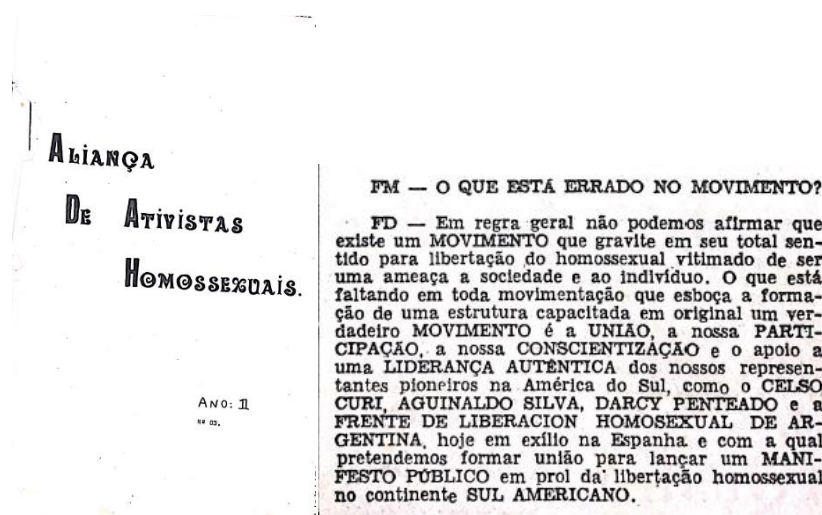 ALIANÇA
DE ATIVISTAS
HOMOSSEXUAIS.
ANO: II
Nº 03.
FM — O QUE ESTÁ ERRADO NO MOVIMENTO?
FD — Em regra geral não podemos afirmar que
existe um MOVIMENTO que gravite em seu total sen-
tido para libertação do homossexual vitimado de ser
uma ameaça a sociedade e ao indivíduo. O que está
faltando em toda movimentação que esboça a forma-
ção de uma estrutura capacitada em original um ver-
dadeiro MOVIMENTO é a UNIÃO, a nossa PARTI-
CIPAÇÃO, a nossa CONSCIENTIZAÇÃO e o apoio a
uma LIDERANÇA AUTÊNTICA dos nossos represen-
tantes pioneiros na América do Sul, como o CELSO
CURI, AGUINALDO SILVA, DARCY PENTEADO e a
FRENTE DE LIBERACION HOMOSEXUAL DE AR-
GENTINA, hoje em exílio na Espanha e com a qual
pretendemos formar união para lançar um MANI-
FESTO PÚBLICO em prol da libertação homossexual
no continente SUL AMERICANO.